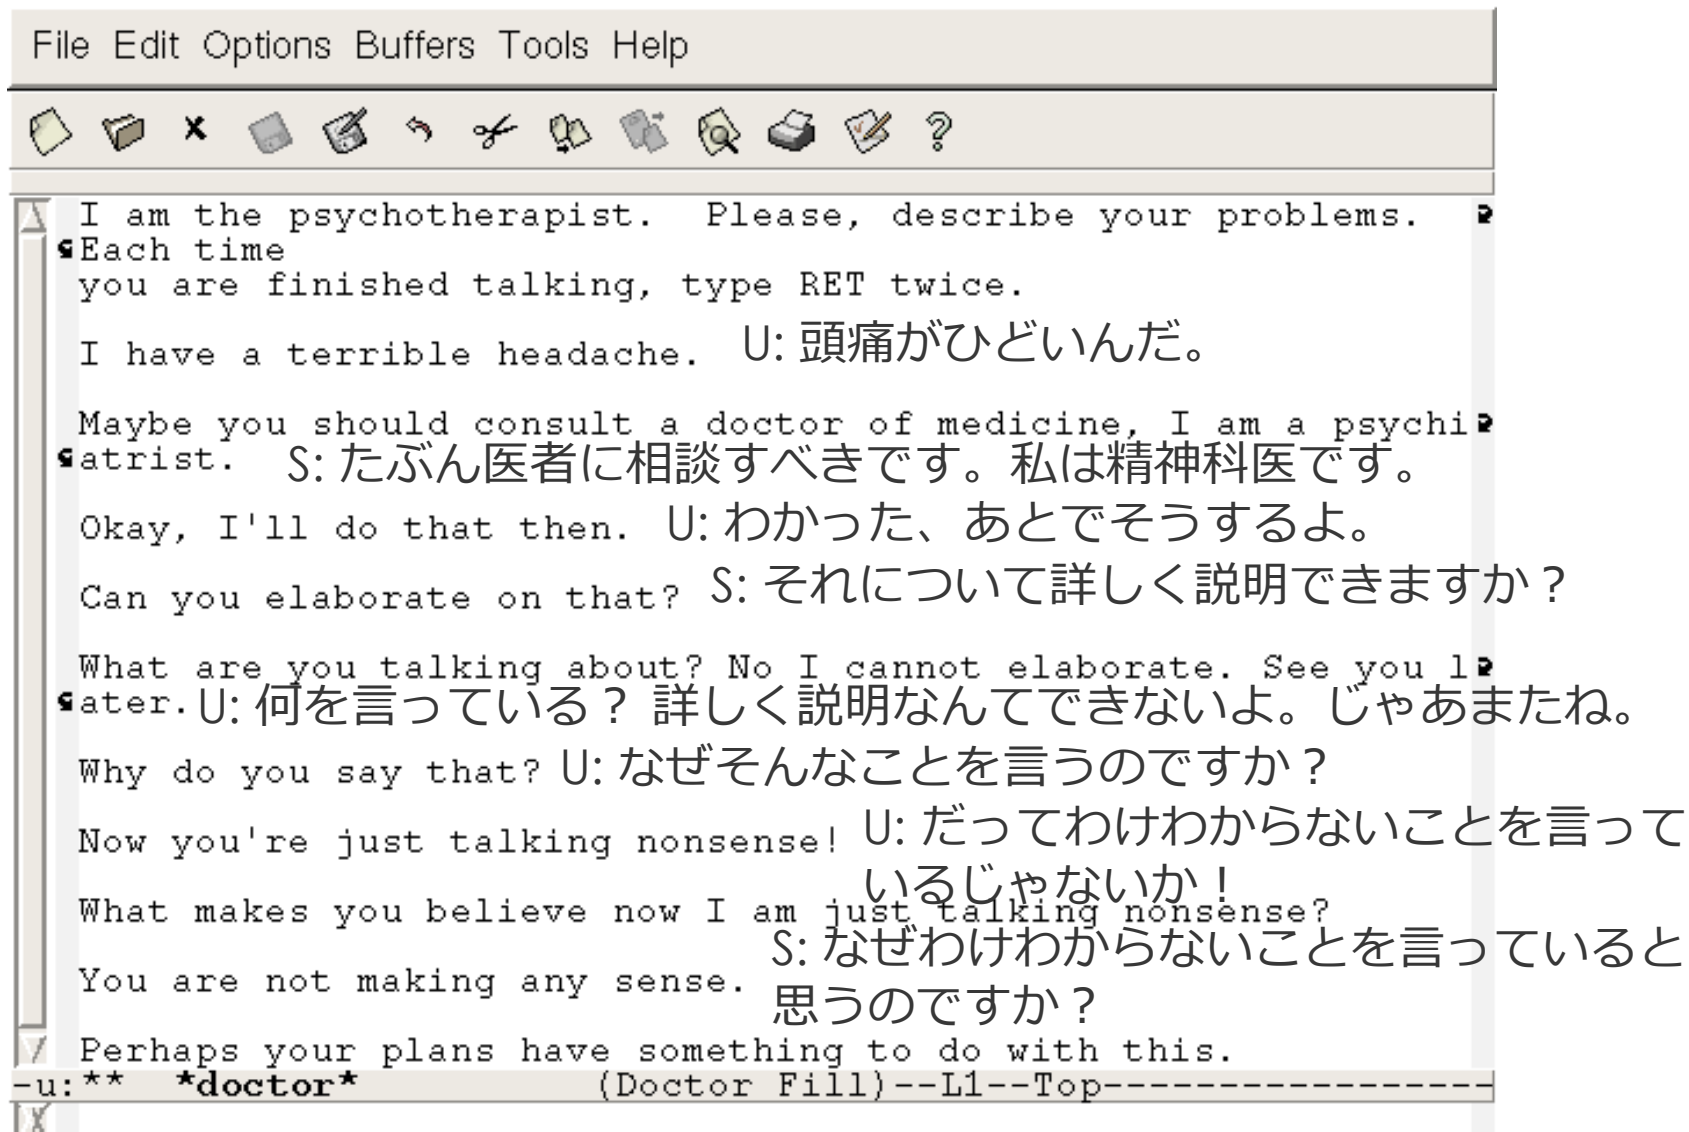 File Edit Options Buffers Tools Help
I am the psychotherapist.  Please, describe your problems.
Each time
you are finished talking, type RET twice.
I have a terrible headache. U: 頭痛がひどいんだ。
Maybe you should consult a doctor of medicine, I am a psychi
atrist. S: たぶん医者に相談すべきです。私は精神科医です。
Okay, I'll do that then. U: わかった、あとでそうするよ。
Can you elaborate on that? S: それについて詳しく説明できますか？
What are you talking about? No I cannot elaborate. See you l
ater. U: 何を言っている？ 詳しく説明なんてできないよ。じゃあまたね。
Why do you say that? U: なぜそんなことを言うのですか？
Now you're just talking nonsense! U: だってわけわからないことを言って
いるじゃないか！
What makes you believe now I am just talking nonsense?
S: なぜわけわからないことを言っていると
You are not making any sense.
思うのですか？
Perhaps your plans have something to do with this.
-u:**  *doctor*          (Doctor Fill)--L1--Top-----------------